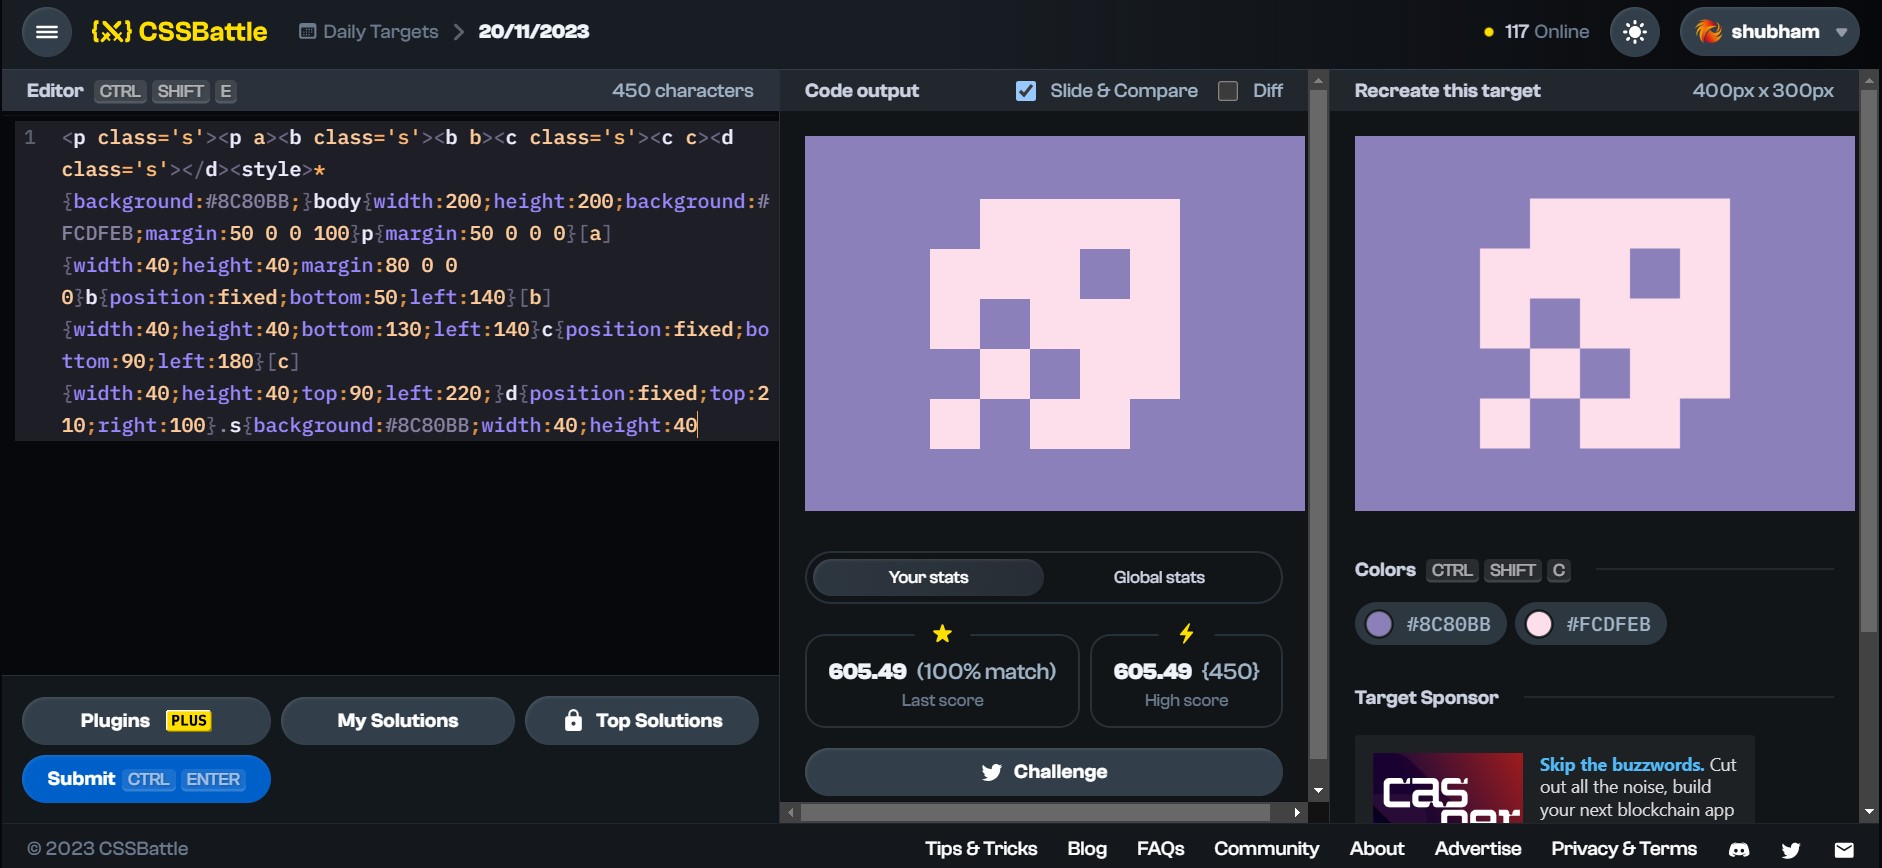 {X} CSSBattle
Daily Targets > 20/11/2023
117 Online
shubham
Editor CTRL SHIFT E
450 characters
1
<p class='s'><p a><b class='s'><b b><c class='s'><c c><d
class='s'></d><style>*
{background:#8C80BB;}body{width:200;height:200;background:#
FCDFEB;margin:50 0 0 100}p{margin:50 0 0 0}[a]
{width:40;height:40;margin:80 0 0
0}b{position:fixed;bottom:50;left:140}[b]
{width:40;height:40;bottom:130;left:140}c{position:fixed;bo
ttom:90;left:180}[c]
{width:40;height:40;top:90;left:220;}d{position:fixed;top:2
10;right:100}.s{background:#8C80BB;width:40;height:40
Plugins PLUS
My Solutions
Top Solutions
Submit CTRL ENTER
Code output
Slide & Compare
Diff
Your stats
Global stats
605.49 (100% match)
Last score
605.49 {450}
High score
Challenge
Recreate this target
400px x 300px
Colors CTRL SHIFT C
#8C80BB
#FCDFEB
Target Sponsor
cas
per
Skip the buzzwords. Cut
out all the noise, build
your next blockchain app
© 2023 CSSBattle
Tips & Tricks
Blog
FAQs
Community
About
Advertise
Privacy & Terms